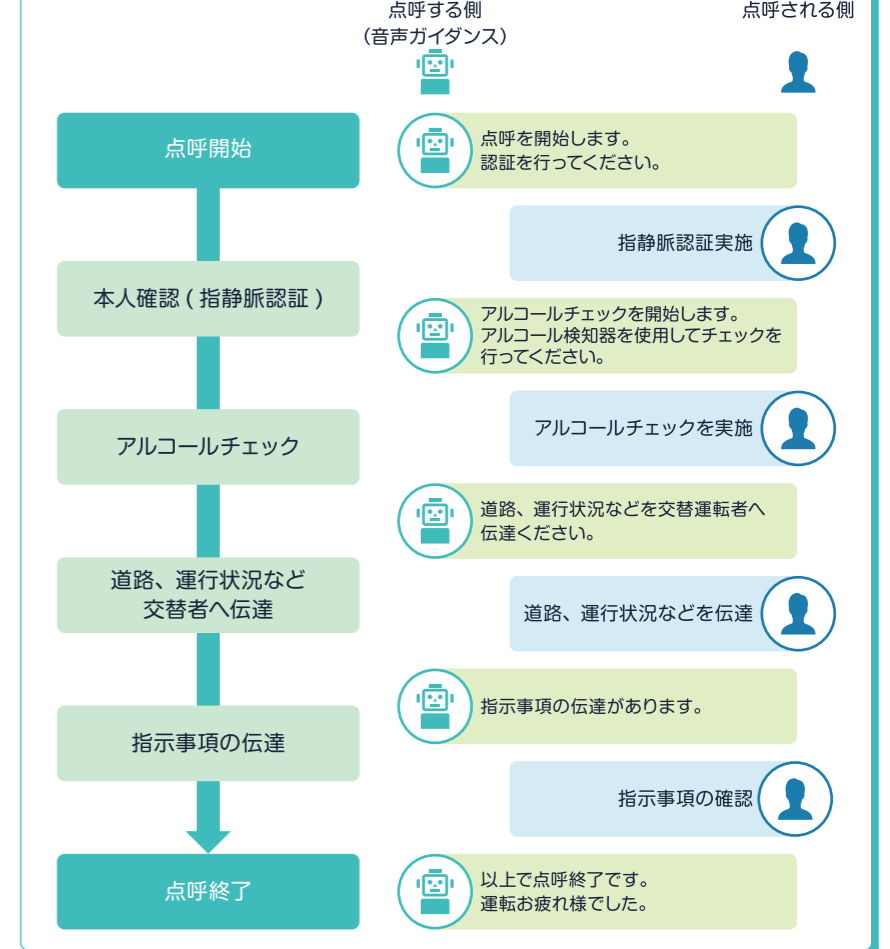 点呼する側
(音声ガイダンス)
点呼される側
点呼開始
点呼を開始します。
認証を行ってください。
指静脈認証実施
本人確認(指静脈認証)
アルコールチェックを開始します。
アルコール検知器を使用してチェックを
行ってください。
アルコールチェックを実施
アルコールチェック
道路、運行状況などを交替運転者へ
伝達ください。
道路、運行状況など
交替者へ伝達
道路、運行状況などを伝達
指示事項の伝達があります。
指示事項の伝達
指示事項の確認
点呼終了
以上で点呼終了です。
運転お疲れ様でした。